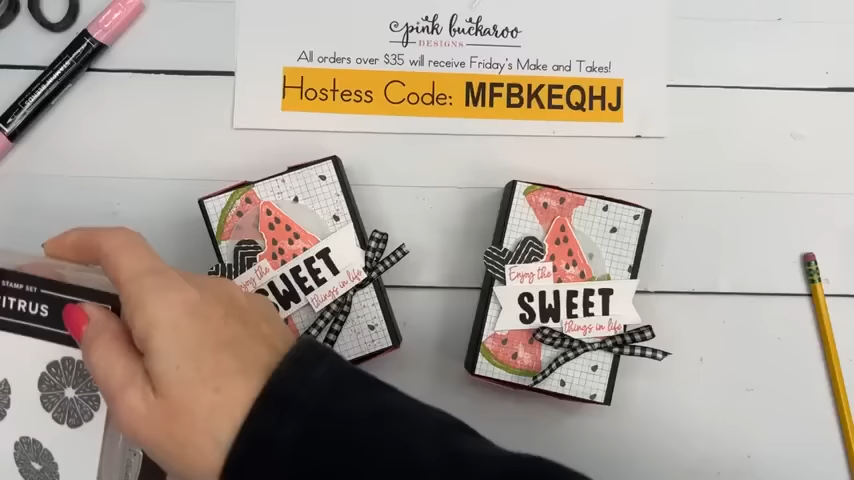 pink buckaroo
DESIGNS
All orders over $35 will receive Friday's Make and Takes!
Hostess Code: MFBKEQHJ
Enjoy the
SWEET
things in life
Enjoy the
SWEET
things in life
STAMP SET
CITRUS